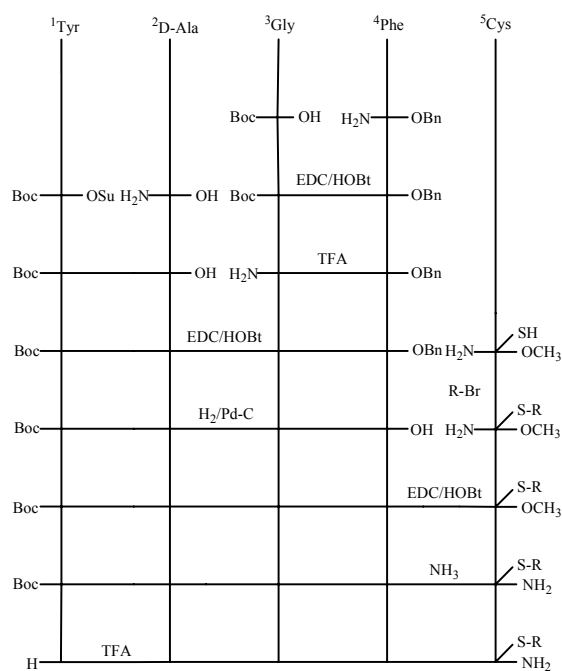 ¹Tyr ²D-Ala ³Gly ⁴Phe ⁵Cys
Boc OH H₂N OBn
Boc OSu H₂N OH Boc EDC/HOBt OBn
Boc OH H₂N TFA OBn
SH
Boc EDC/HOBt OBn H₂N OCH₃
R-Br
Boc H₂/Pd-C OH H₂N S-R OCH₃
Boc EDC/HOBt S-R OCH₃
Boc NH₃ S-R NH₂
H TFA S-R NH₂